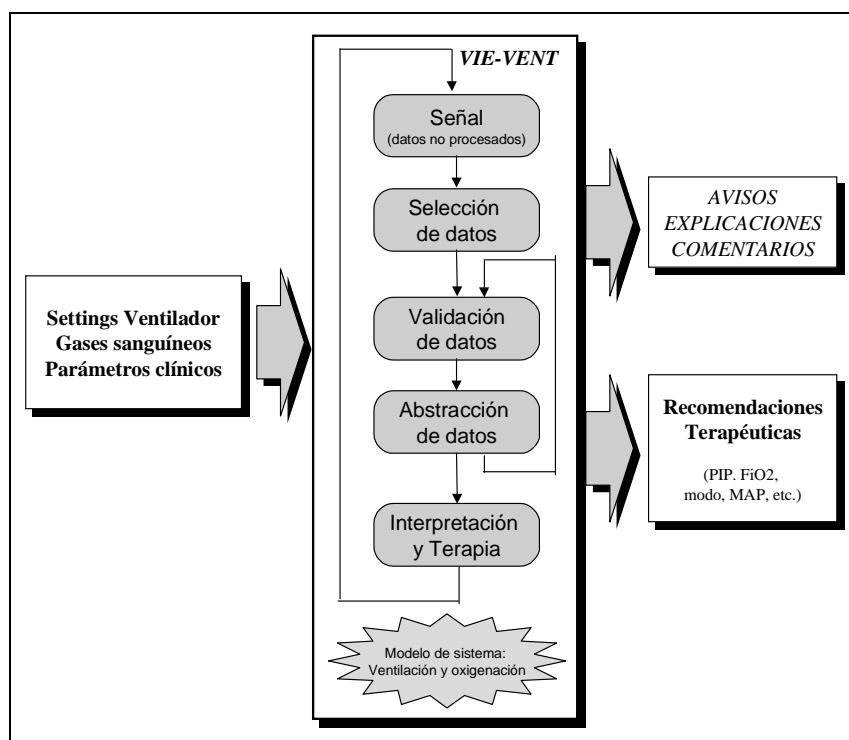 VIE-VENT
Señal
(datos no procesados)
Selección
de datos
Validación
de datos
Abstracción
de datos
Interpretación
y Terapia
Modelo de sistema:
Ventilación y oxigenación
Settings Ventilador
Gases sanguíneos
Parámetros clínicos
AVISOS
EXPLICACIONES
COMENTARIOS
Recomendaciones
Terapéuticas
(PIP. FiO2,
modo, MAP, etc.)